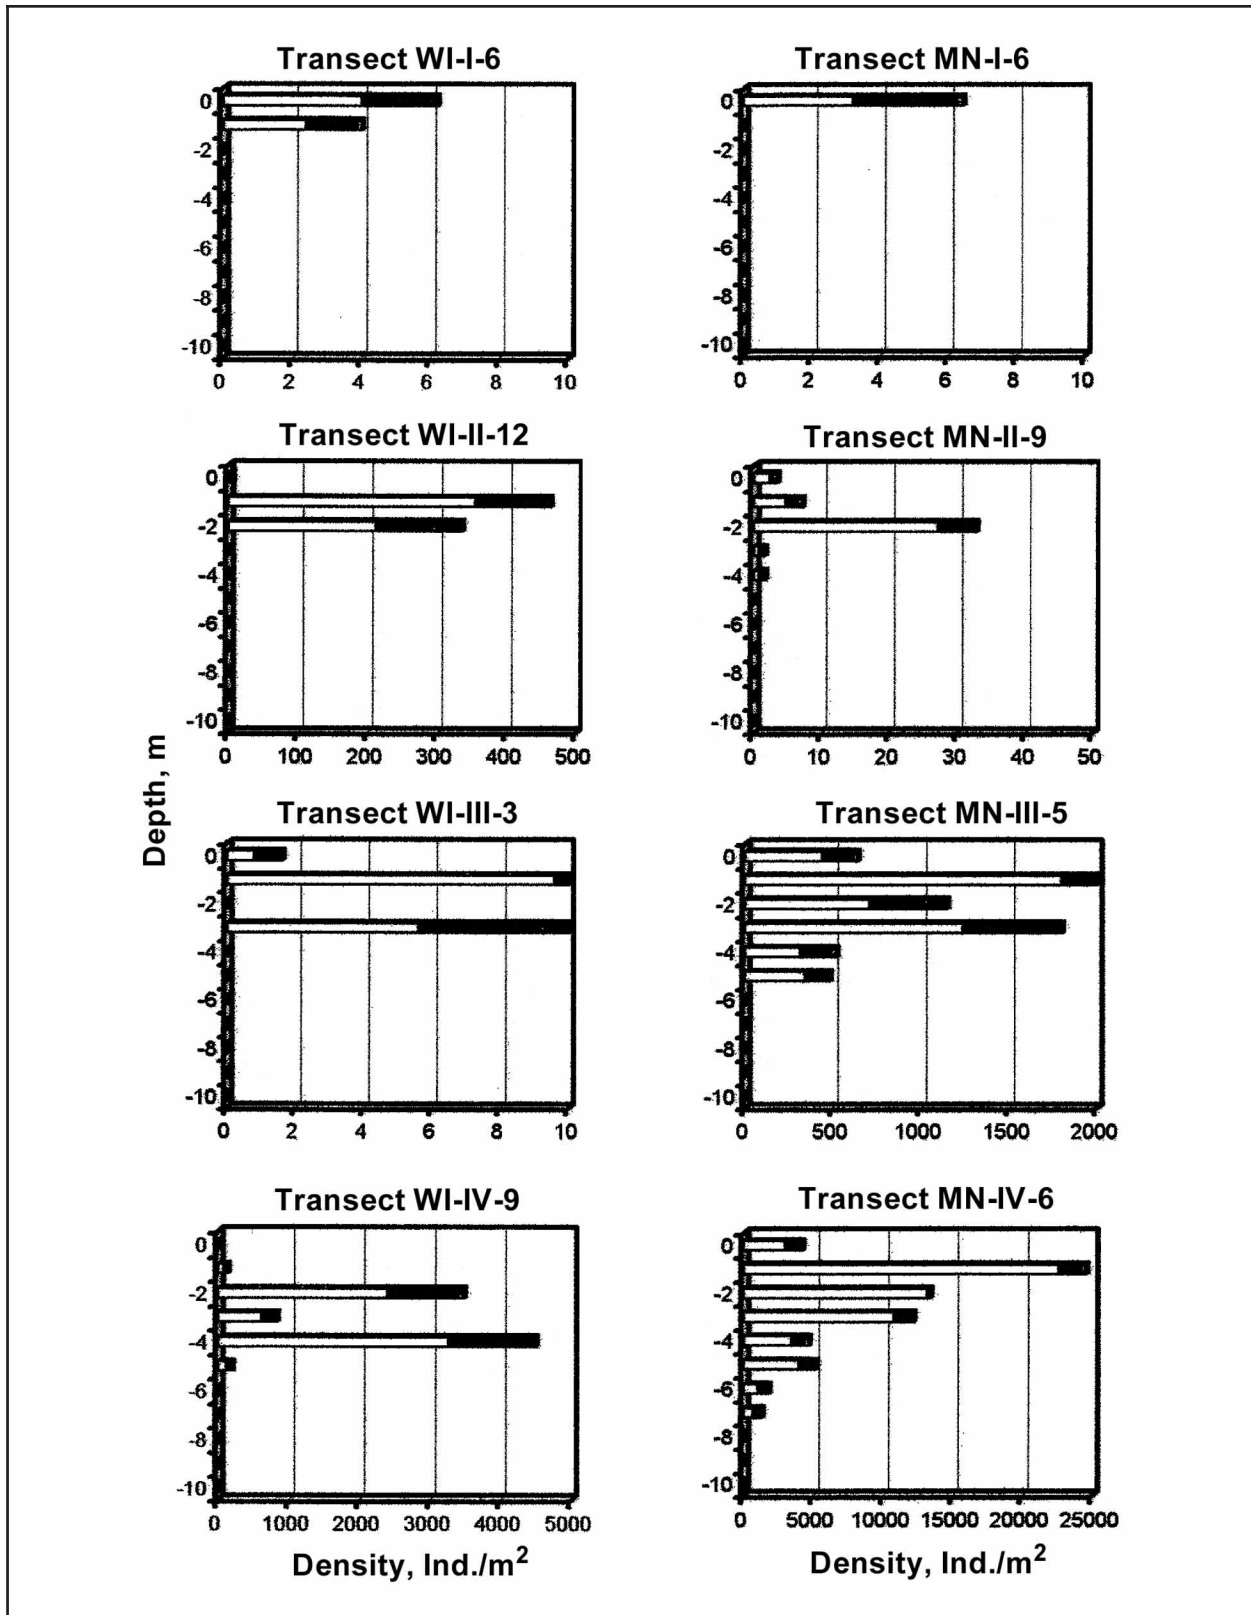 Transect WI-I-6
0
-2
-4
-6
-8
-10
0 2 4 6 8 10
Transect MN-I-6
0
-2
-4
-6
-8
-10
0 2 4 6 8 10
Transect WI-II-12
0
-2
-4
-6
-8
-10
0 100 200 300 400 500
Transect MN-II-9
0
-2
-4
-6
-8
-10
0 10 20 30 40 50
Depth, m
Transect WI-III-3
0
-2
-4
-6
-8
-10
0 2 4 6 8 10
Transect MN-III-5
0
-2
-4
-6
-8
-10
0 500 1000 1500 2000
Transect WI-IV-9
0
-2
-4
-6
-8
-10
0 1000 2000 3000 4000 5000
Density, Ind./m²
Transect MN-IV-6
0
-2
-4
-6
-8
-10
0 5000 10000 15000 20000 25000
Density, Ind./m²